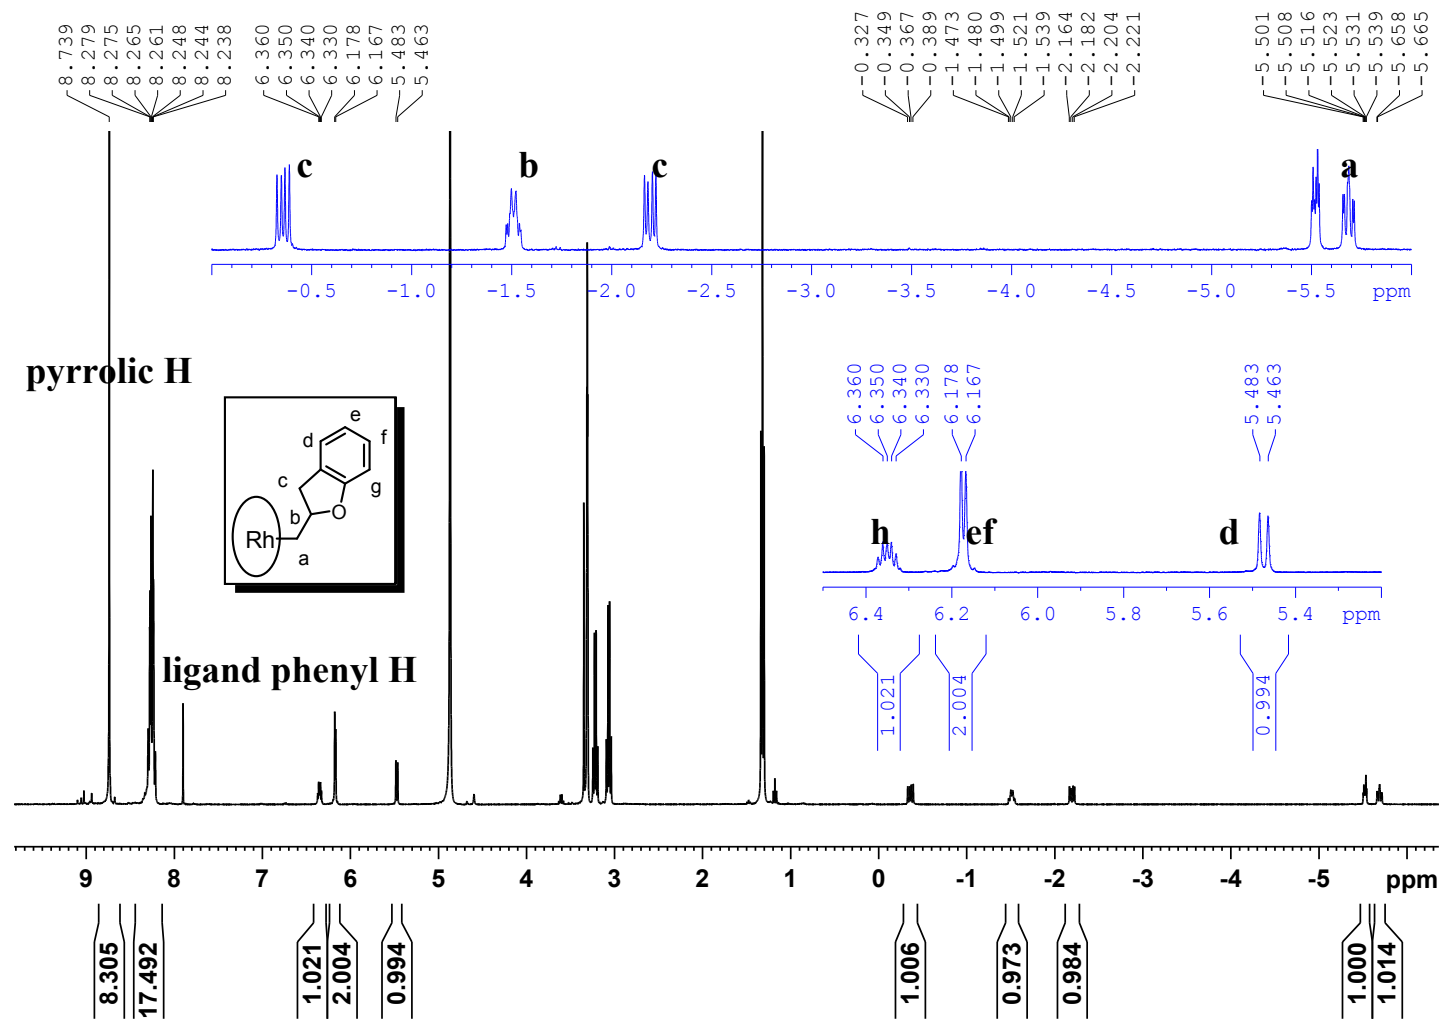 8.739
8.279
8.275
8.265
8.261
8.248
8.244
8.238
6.360
6.350
6.340
6.330
6.178
6.167
5.483
5.463
-0.327
-0.349
-0.367
-0.389
-1.473
-1.480
-1.499
-1.521
-1.539
-2.164
-2.182
-2.204
-2.221
-5.501
-5.508
-5.516
-5.523
-5.531
-5.539
-5.658
-5.665
c
b
c
a
-0.5 -1.0 -1.5 -2.0 -2.5 -3.0 -3.5 -4.0 -4.5 -5.0 -5.5 ppm
pyrrolic H
6.360
6.350
6.340
6.330
6.178
6.167
5.483
5.463
e
d
f
c
g
b
O
Rh
a
h
ef
d
6.4 6.2 6.0 5.8 5.6 5.4 ppm
ligand phenyl H
1.021
2.004
0.994
9 8 7 6 5 4 3 2 1 0 -1 -2 -3 -4 -5 ppm
8.305
17.492
1.021
2.004
0.994
1.006
0.973
0.984
1.000
1.014